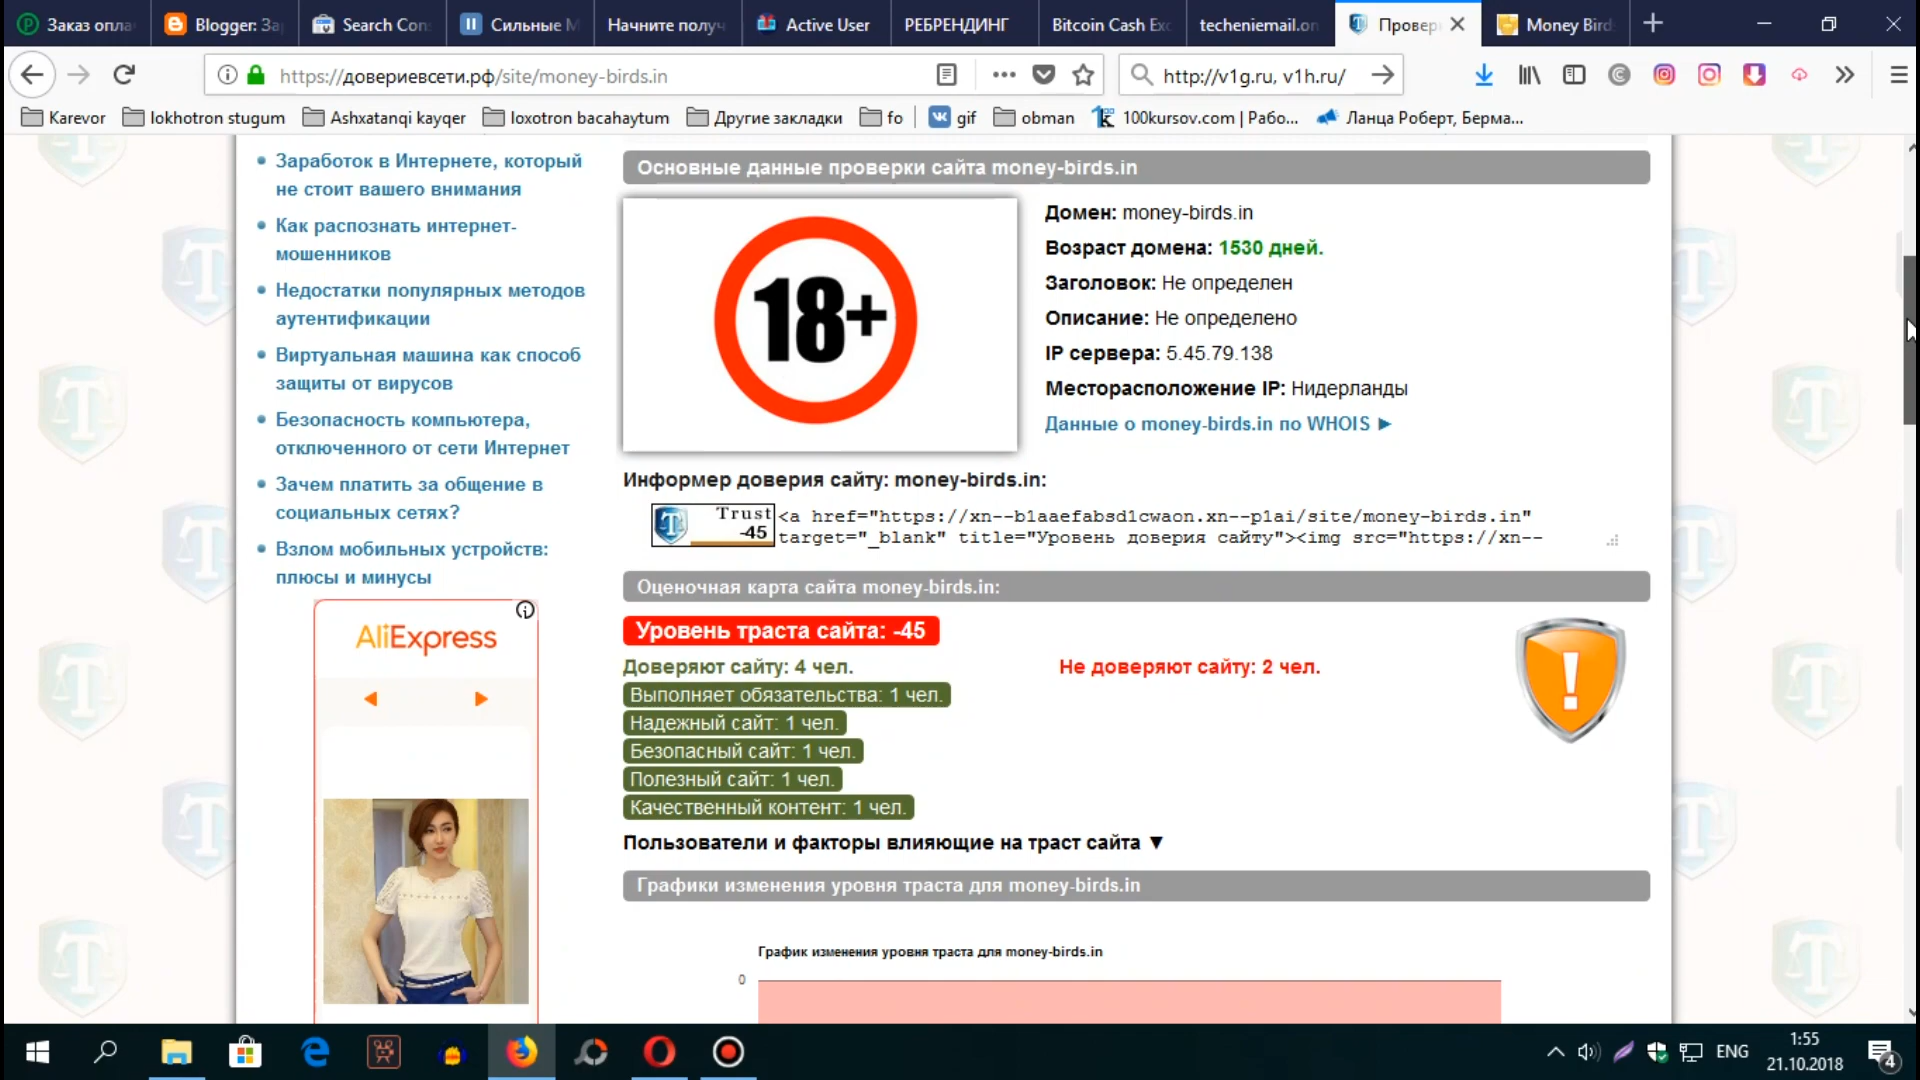 Заказ опла
Blogger: За
Search Con
Сильные М
Начните получ
Active User
РЕБРЕНДИНГ
Bitcoin Cash Exc
techeniemail.on
Провер
Money Bird
https://довериевсети.рф/site/money-birds.in
http://v1g.ru, v1h.ru/
Karevor
lokhotron stugum
Ashxatanqi kayqer
loxotron bacahaytum
Другие закладки
fo
gif
obman
100kursov.com | Рабо...
Ланца Роберт, Берма...
Заработок в Интернете, который
не стоит вашего внимания
Как распознать интернет-
мошенников
Недостатки популярных методов
аутентификации
Виртуальная машина как способ
защиты от вирусов
Безопасность компьютера,
отключенного от сети Интернет
Зачем платить за общение в
социальных сетях?
Взлом мобильных устройств:
плюсы и минусы
AliExpress
Основные данные проверки сайта money-birds.in
18+
Домен: money-birds.in
Возраст домена: 1530 дней.
Заголовок: Не определен
Описание: Не определено
IP сервера: 5.45.79.138
Месторасположение IP: Нидерланды
Данные о money-birds.in по WHOIS ►
Информер доверия сайту: money-birds.in:
Trust
-45
<a href="https://xn--b1aaefabsd1cwaon.xn--p1ai/site/money-birds.in"
target="_blank" title="Уровень доверия сайту"><img src="https://xn--
Оценочная карта сайта money-birds.in:
Уровень траста сайта: -45
Доверяют сайту: 4 чел.
Не доверяют сайту: 2 чел.
Выполняет обязательства: 1 чел.
Надежный сайт: 1 чел.
Безопасный сайт: 1 чел.
Полезный сайт: 1 чел.
Качественный контент: 1 чел.
Пользователи и факторы влияющие на траст сайта ▼
Графики изменения уровня траста для money-birds.in
График изменения уровня траста для money-birds.in
0
ENG
1:55
21.10.2018
4